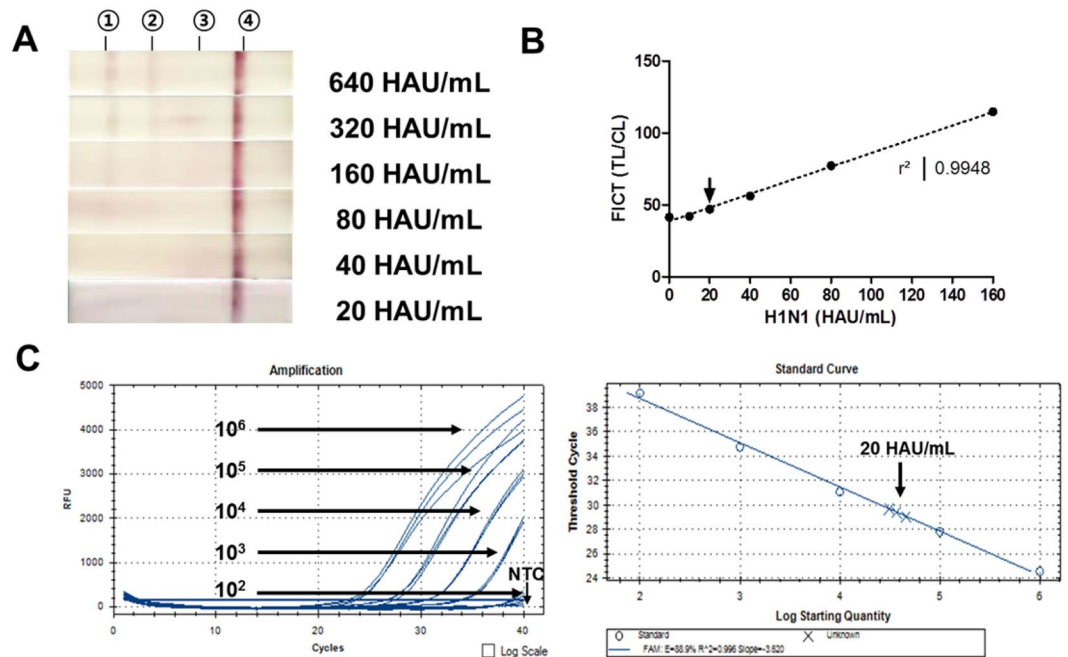 A
① ② ③ ④
640 HAU/mL
320 HAU/mL
160 HAU/mL
80 HAU/mL
40 HAU/mL
20 HAU/mL
B
FICT (TL/CL)
150
100
50
0
r² | 0.9948
0 20 40 60 80 100 120 140 160
H1N1 (HAU/mL)
C
Amplification
RFU
5000
4000
3000
2000
1000
0
10⁶
10⁵
10⁴
10³
10²
NTC
0 10 20 30 40
Cycles
Log Scale
Standard Curve
Threshold Cycle
38
36
34
32
30
28
26
24
20 HAU/mL
2 3 4 5 6
Log Starting Quantity
Standard Unknown
FAM: E=88.9% R^2=0.996 Slope=-3.620